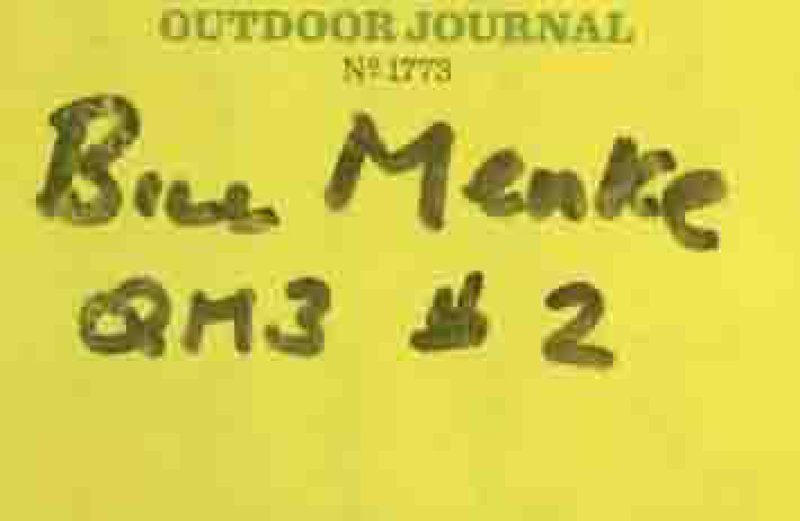 OUTDOOR JOURNAL
Nº 1773
Bill Menke
QM3 #2